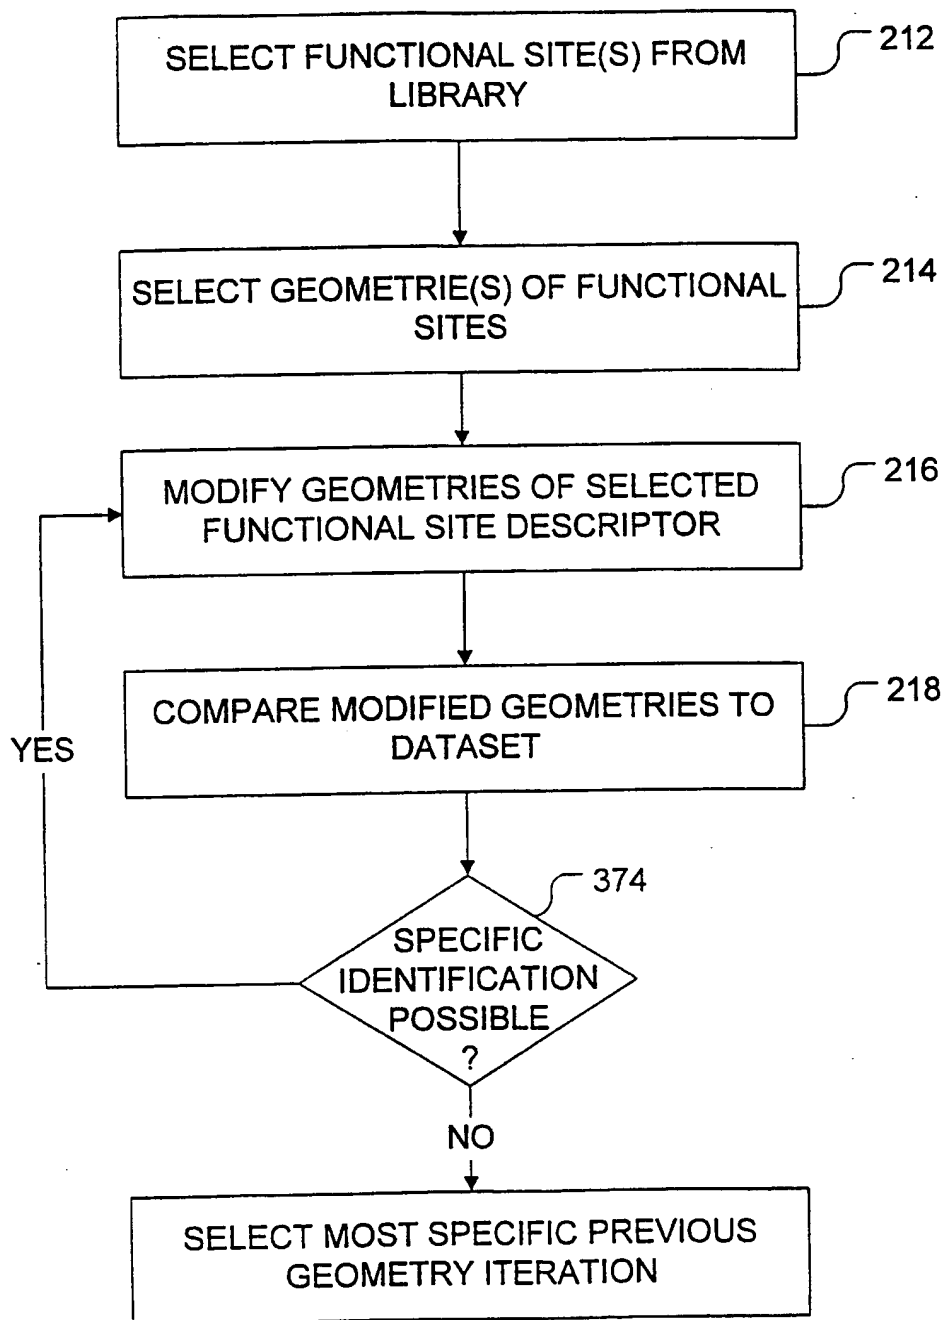 SELECT FUNCTIONAL SITE(S) FROM
LIBRARY
212
SELECT GEOMETRIE(S) OF FUNCTIONAL
SITES
214
MODIFY GEOMETRIES OF SELECTED
FUNCTIONAL SITE DESCRIPTOR
216
COMPARE MODIFIED GEOMETRIES TO
DATASET
218
YES
374
SPECIFIC
IDENTIFICATION
POSSIBLE
?
NO
SELECT MOST SPECIFIC PREVIOUS
GEOMETRY ITERATION